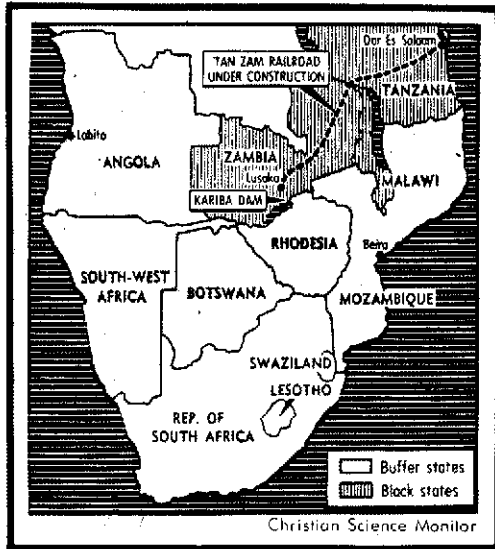 Dar Es Salaam
TAN ZAM RAILROAD
UNDER CONSTRUCTION
TANZANIA
Lobito
ANGOLA
ZAMBIA
Lusaka
MALAWI
KARIBA DAM
RHODESIA
Beira
SOUTH-WEST
AFRICA
BOTSWANA
MOZAMBIQUE
SWAZILAND
LESOTHO
REP. OF
SOUTH AFRICA
Buffer states
Black states
Christian Science Monitor